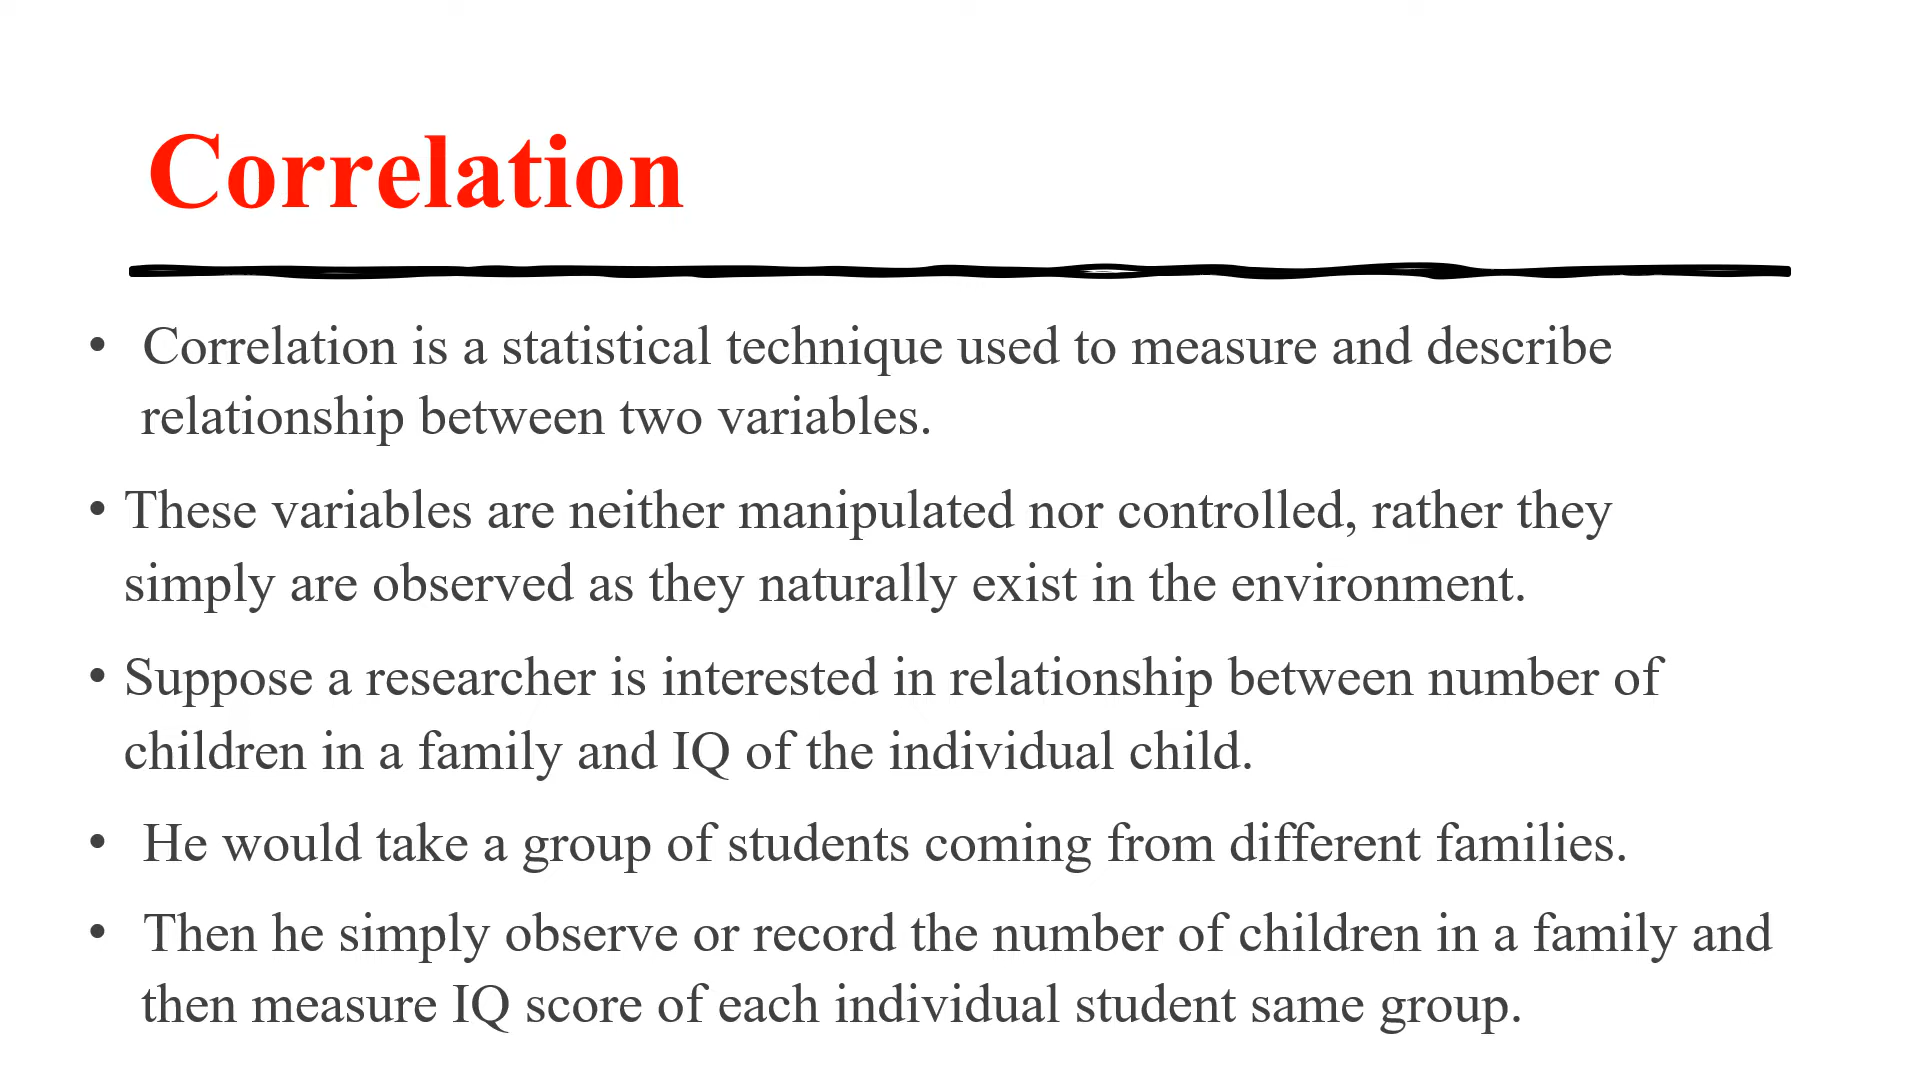 Correlation
• Correlation is a statistical technique used to measure and describe
relationship between two variables.
• These variables are neither manipulated nor controlled, rather they
simply are observed as they naturally exist in the environment.
• Suppose a researcher is interested in relationship between number of
children in a family and IQ of the individual child.
• He would take a group of students coming from different families.
• Then he simply observe or record the number of children in a family and
then measure IQ score of each individual student same group.